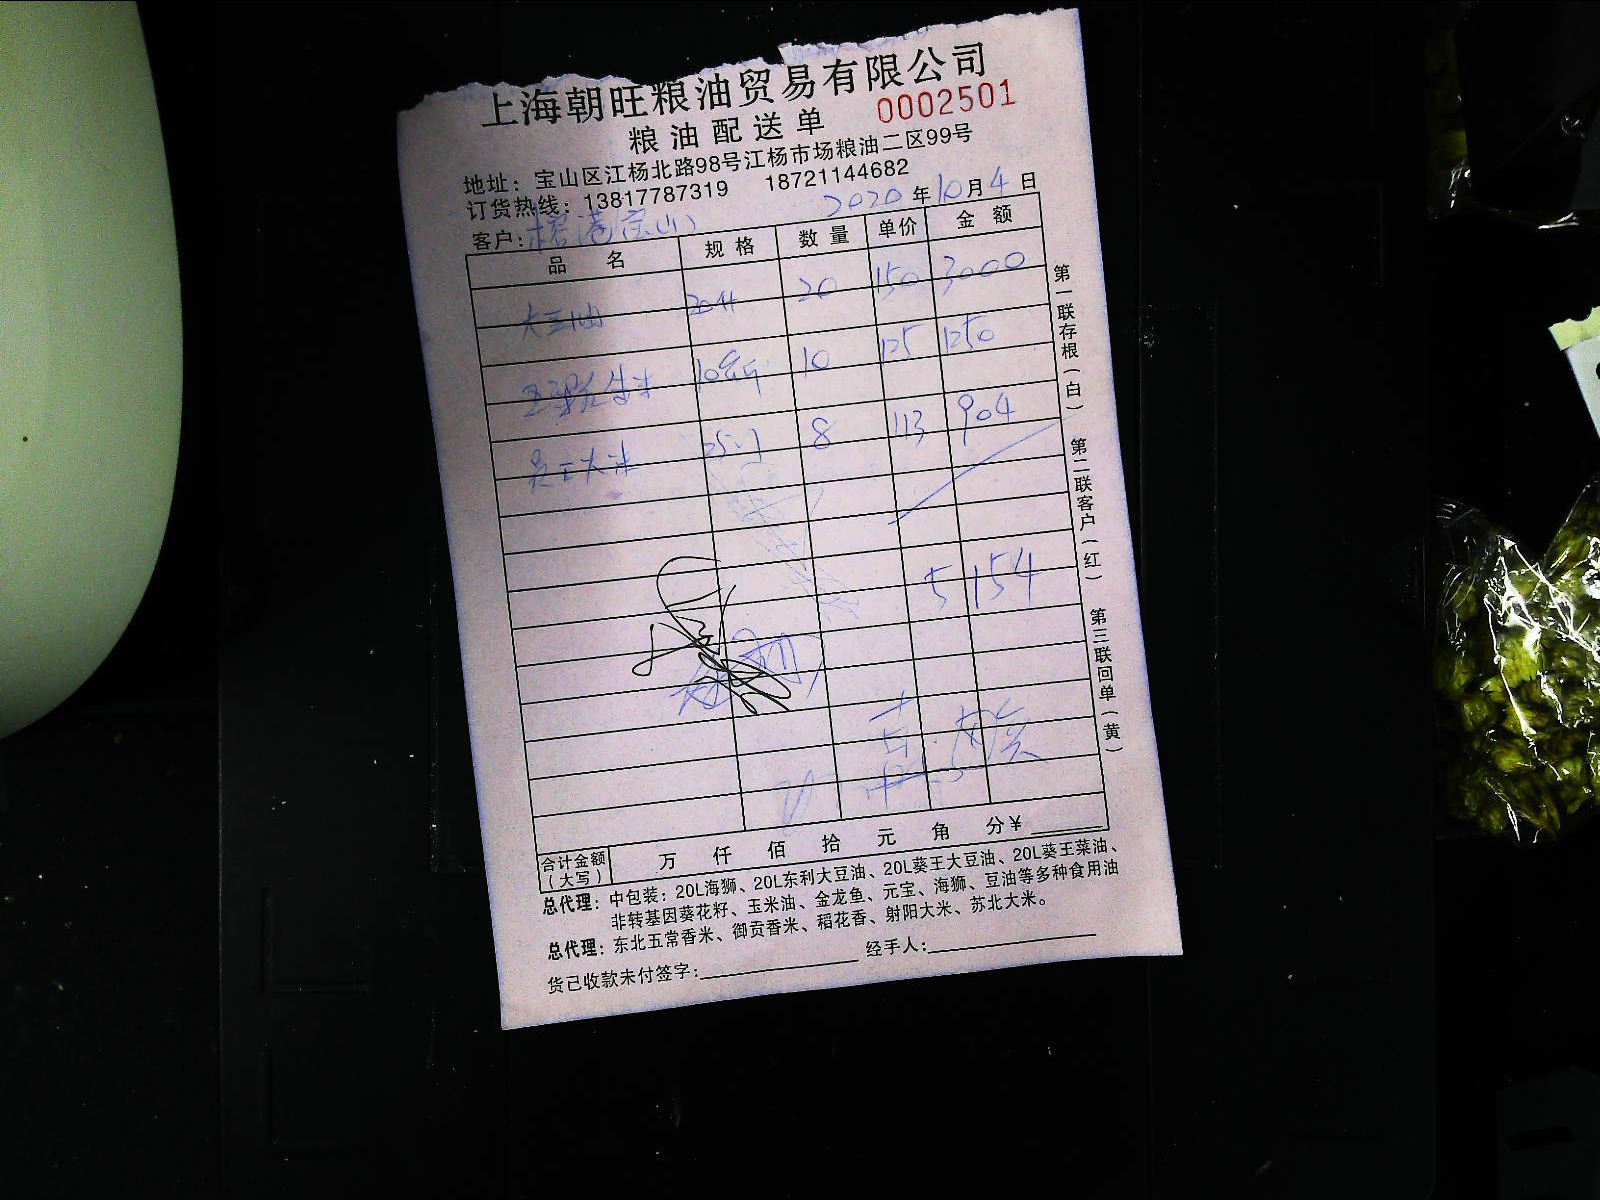 上海朝旺粮油贸易有限公司
粮油配送单 0002501
地址：宝山区江杨北路98号江杨市场粮油二区99号
订货热线：13817787319 18721144682
客户： 宝山 2020年10月4日
品名 规格 数量 单价 金额
大豆油 20 150 3000
10公斤 10 125 1250
大米 8 113 904
5154
合计金额（大写） 万 仟 佰 拾 元 角 分￥
总代理：中包装：20L海狮、20L东利大豆油、20L葵王大豆油、20L葵王菜油、
非转基因葵花籽、玉米油、金龙鱼、元宝、海狮、豆油等多种食用油
总代理：东北五常香米、御贡香米、稻花香、射阳大米、苏北大米。
货已收款未付签字： 经手人：
第一联存根（白） 第二联客户（红） 第三联回单（黄）